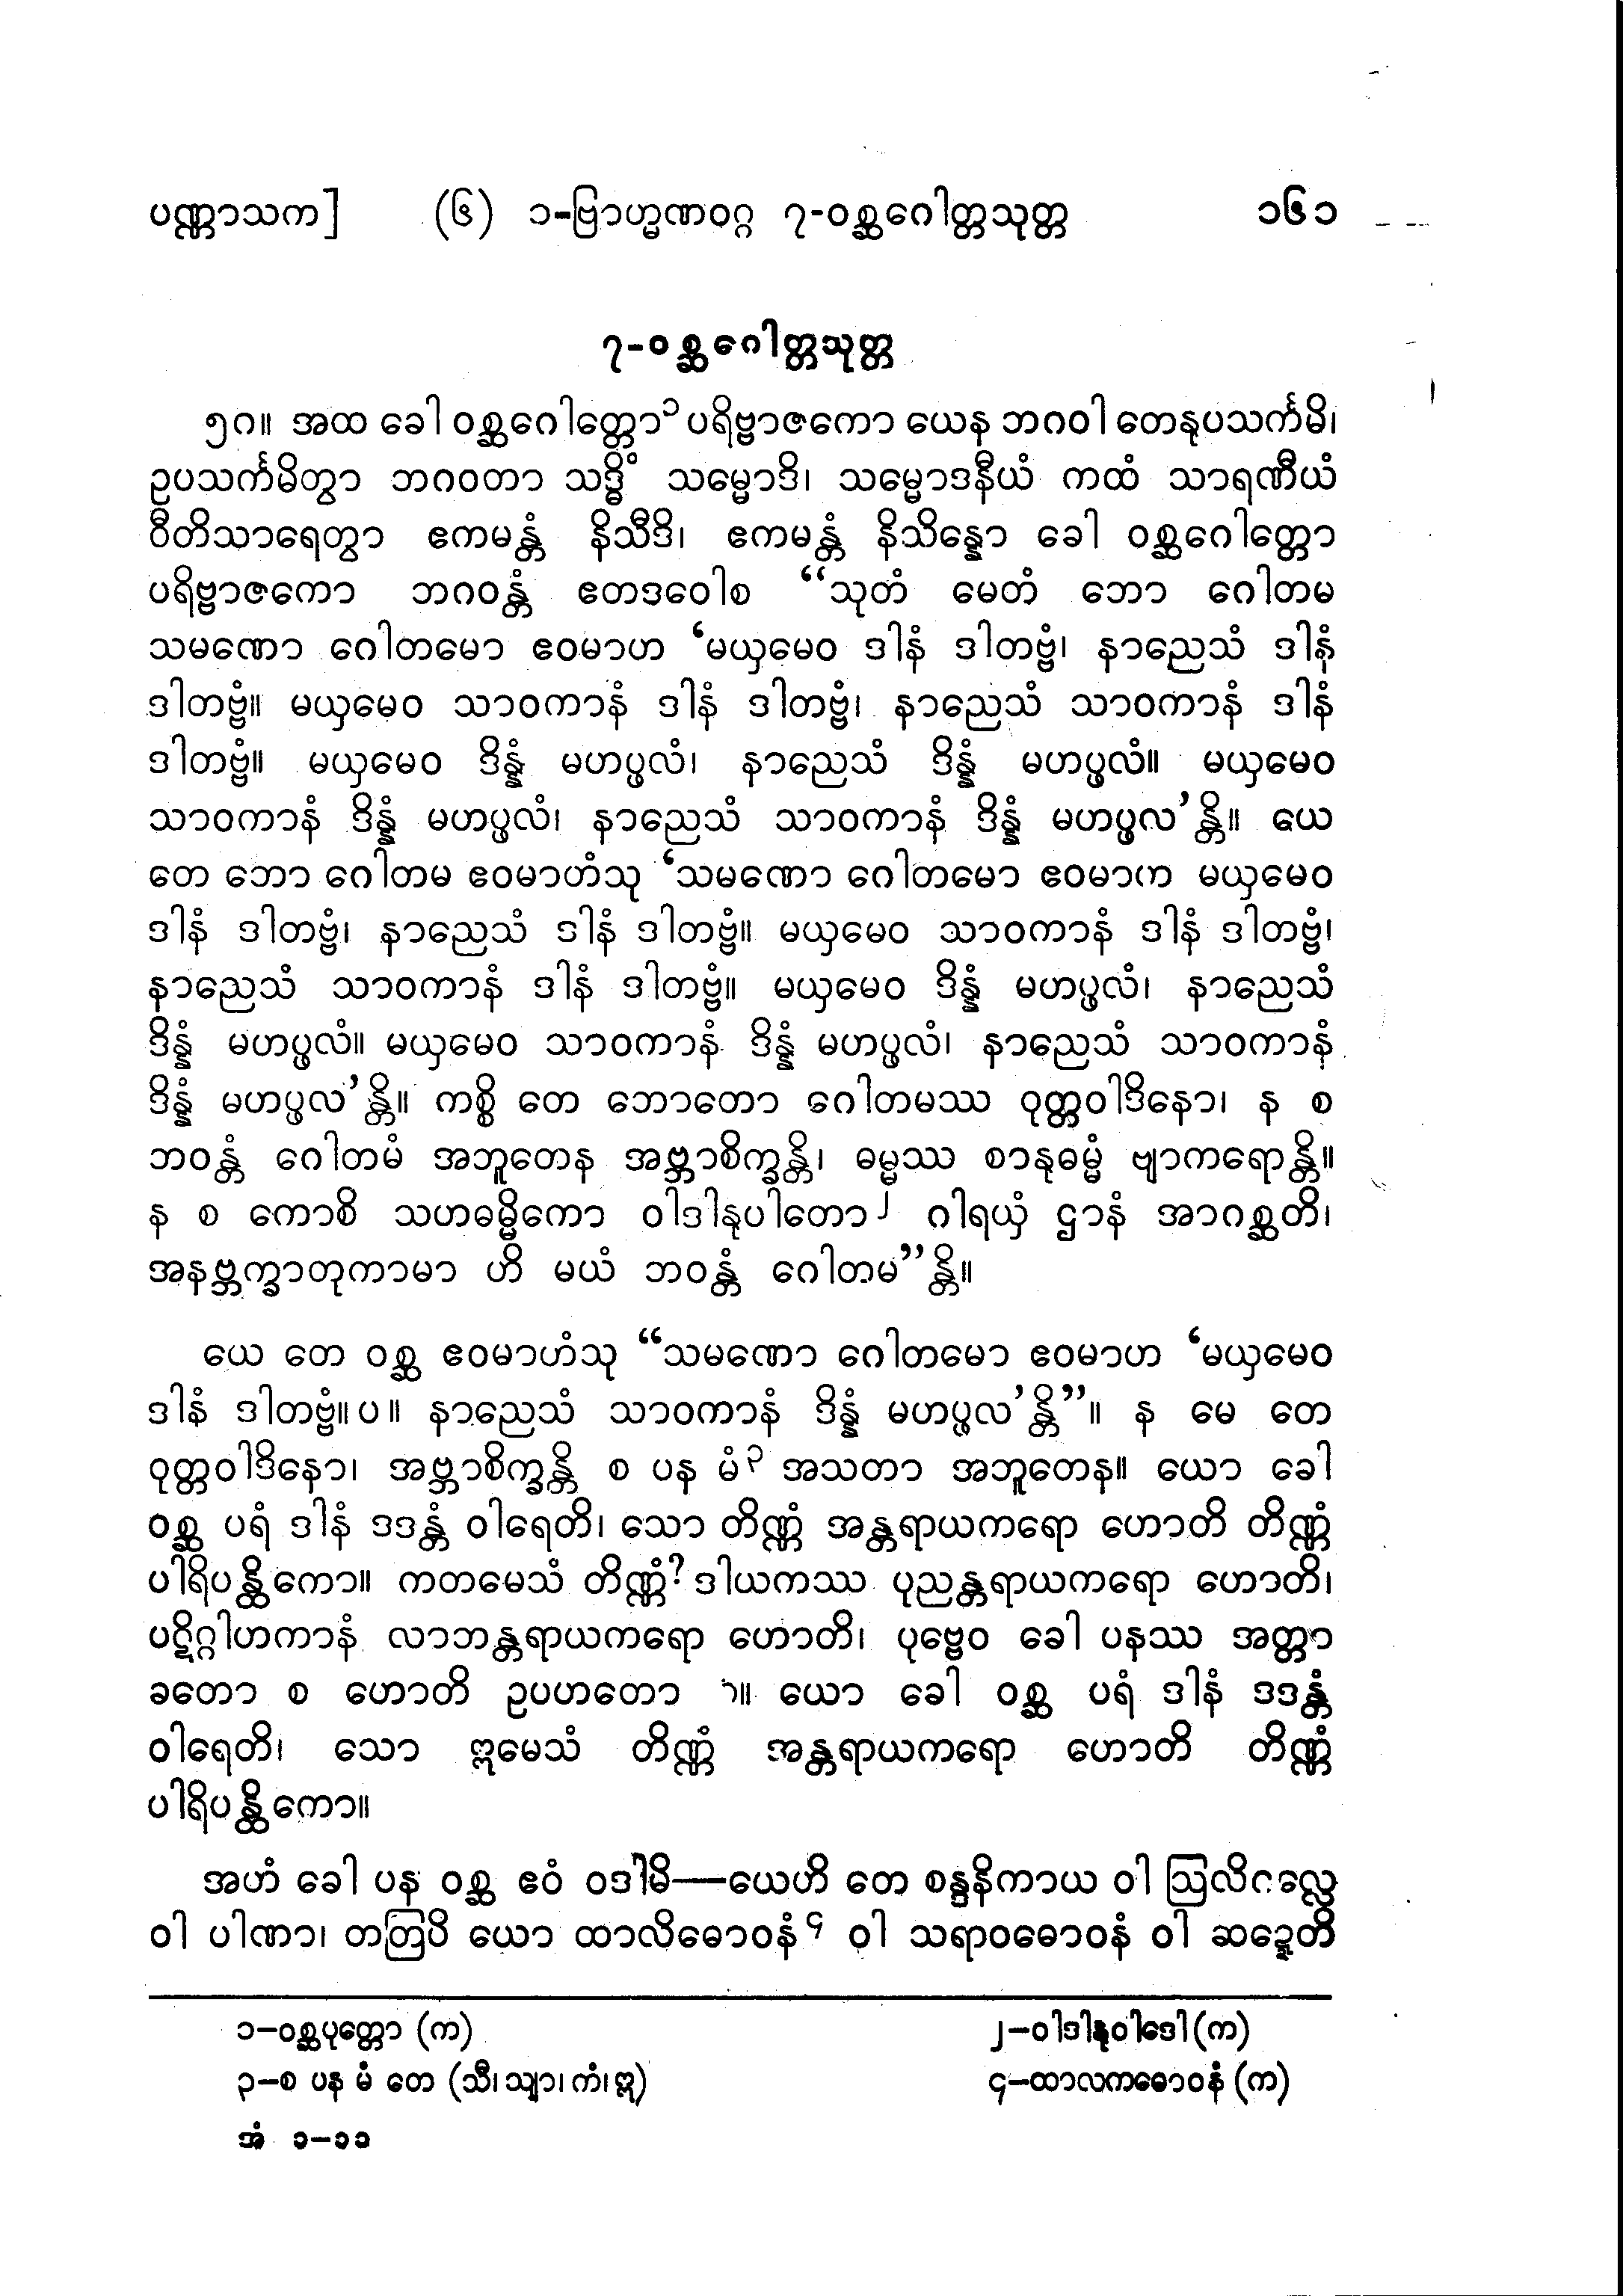 ပဏ္ဏာသက] (၆) ၁-ဗြာဟ္မဏဝဂ္ဂ ၇-ဝစ္ဆဂေါတ္တသုတ္တ ၁၆၁
၇-ဝစ္ဆဂေါတ္တသုတ္တ
၅၈။ အထ ခေါ ဝစ္ဆဂေါတ္တော၁ ပရိဗ္ဗာဇကော ယေန ဘဂဝါ တေနုပသင်္ကမိ၊
ဥပသင်္ကမိတွာ ဘဂဝတာ သဒ္ဓိံ သမ္မောဒိ၊ သမ္မောဒနီယံ ကထံ သာရဏီယံ
ဝီတိသာရေတွာ ဧကမန္တံ နိသီဒိ၊ ဧကမန္တံ နိသိန္နော ခေါ ဝစ္ဆဂေါတ္တော
ပရိဗ္ဗာဇကော ဘဂဝန္တံ ဧတဒဝေါစ “သုတံ မေတံ ဘော ဂေါတမ
သမဏော ဂေါတမော ဧဝမာဟ ‘မယှမေဝ ဒါနံ ဒါတဗ္ဗံ၊ နာညေသံ ဒါနံ
ဒါတဗ္ဗံ။ မယှမေဝ သာဝကာနံ ဒါနံ ဒါတဗ္ဗံ၊ နာညေသံ သာဝကာနံ ဒါနံ
ဒါတဗ္ဗံ။ မယှမေဝ ဒိန္နံ မဟပ္ဖလံ၊ နာညေသံ ဒိန္နံ မဟပ္ဖလံ။ မယှမေဝ
သာဝကာနံ ဒိန္နံ မဟပ္ဖလံ၊ နာညေသံ သာဝကာနံ ဒိန္နံ မဟပ္ဖလ’န္တိ။ ယေ
တေ ဘော ဂေါတမ ဧဝမာဟံသု ‘သမဏော ဂေါတမော ဧဝမာဟ မယှမေဝ
ဒါနံ ဒါတဗ္ဗံ၊ နာညေသံ ဒါနံ ဒါတဗ္ဗံ။ မယှမေဝ သာဝကာနံ ဒါနံ ဒါတဗ္ဗံ၊
နာညေသံ သာဝကာနံ ဒါနံ ဒါတဗ္ဗံ။ မယှမေဝ ဒိန္နံ မဟပ္ဖလံ၊ နာညေသံ
ဒိန္နံ မဟပ္ဖလံ။ မယှမေဝ သာဝကာနံ ဒိန္နံ မဟပ္ဖလံ၊ နာညေသံ သာဝကာနံ
ဒိန္နံ မဟပ္ဖလ’န္တိ။ ကစ္စိ တေ ဘောတော ဂေါတမဿ ဝုတ္တဝါဒိနော၊ န စ
ဘဝန္တံ ဂေါတမံ အဘူတေန အဗ္ဘာစိက္ခန္တိ၊ ဓမ္မဿ စာနုဓမ္မံ ဗျာကရောန္တိ။
န စ ကောစိ သဟဓမ္မိကော ဝါဒါနုပါတော၂ ဂါရယှံ ဌာနံ အာဂစ္ဆတိ၊
အနဗ္ဘက္ခာတုကာမာ ဟိ မယံ ဘဝန္တံ ဂေါတမ”န္တိ။
ယေ တေ ဝစ္ဆ ဧဝမာဟံသု “သမဏော ဂေါတမော ဧဝမာဟ ‘မယှမေဝ
ဒါနံ ဒါတဗ္ဗံ။ပ။ နာညေသံ သာဝကာနံ ဒိန္နံ မဟပ္ဖလ’န္တိ”။ န မေ တေ
ဝုတ္တဝါဒိနော၊ အဗ္ဘာစိက္ခန္တိ စ ပန မံ၃ အသတာ အဘူတေန။ ယော ခေါ
ဝစ္ဆ ပရံ ဒါနံ ဒဒန္တံ ဝါရေတိ၊ သော တိဏ္ဏံ အန္တရာယကရော ဟောတိ တိဏ္ဏံ
ပါရိပန္ထိကော။ ကတမေသံ တိဏ္ဏံ? ဒါယကဿ ပုညန္တရာယကရော ဟောတိ၊
ပဋိဂ္ဂါဟကာနံ လာဘန္တရာယကရော ဟောတိ၊ ပုဗ္ဗေဝ ခေါ ပနဿ အတ္တာ
ခတော စ ဟောတိ ဥပဟတော ။ ယော ခေါ ဝစ္ဆ ပရံ ဒါနံ ဒဒန္တံ
ဝါရေတိ၊ သော ဣမေသံ တိဏ္ဏံ အန္တရာယကရော ဟောတိ တိဏ္ဏံ
ပါရိပန္ထိကော။
အဟံ ခေါ ပန ဝစ္ဆ ဧဝံ ဝဒါမိ—ယေဟိ တေ စန္ဒနိကာယ ဝါ ဩလိဂလ္လေ
ဝါ ပါဏာ၊ တတြပိ ယော ထာလိဓောဝနံ၄ ဝါ သရာဝဓောဝနံ ဝါ ဆဍ္ဍေတိ
၁—ဝစ္ဆပုတ္တော (က) ၂—ဝါဒါနုဝါဒေါ (က)
၃—စ ပန မံ တေ (သီ၊ သျာ၊ ကံ၊ ဣ) ၄—ထာလကဓောဝနံ (က)
အံ ၁—၁၁